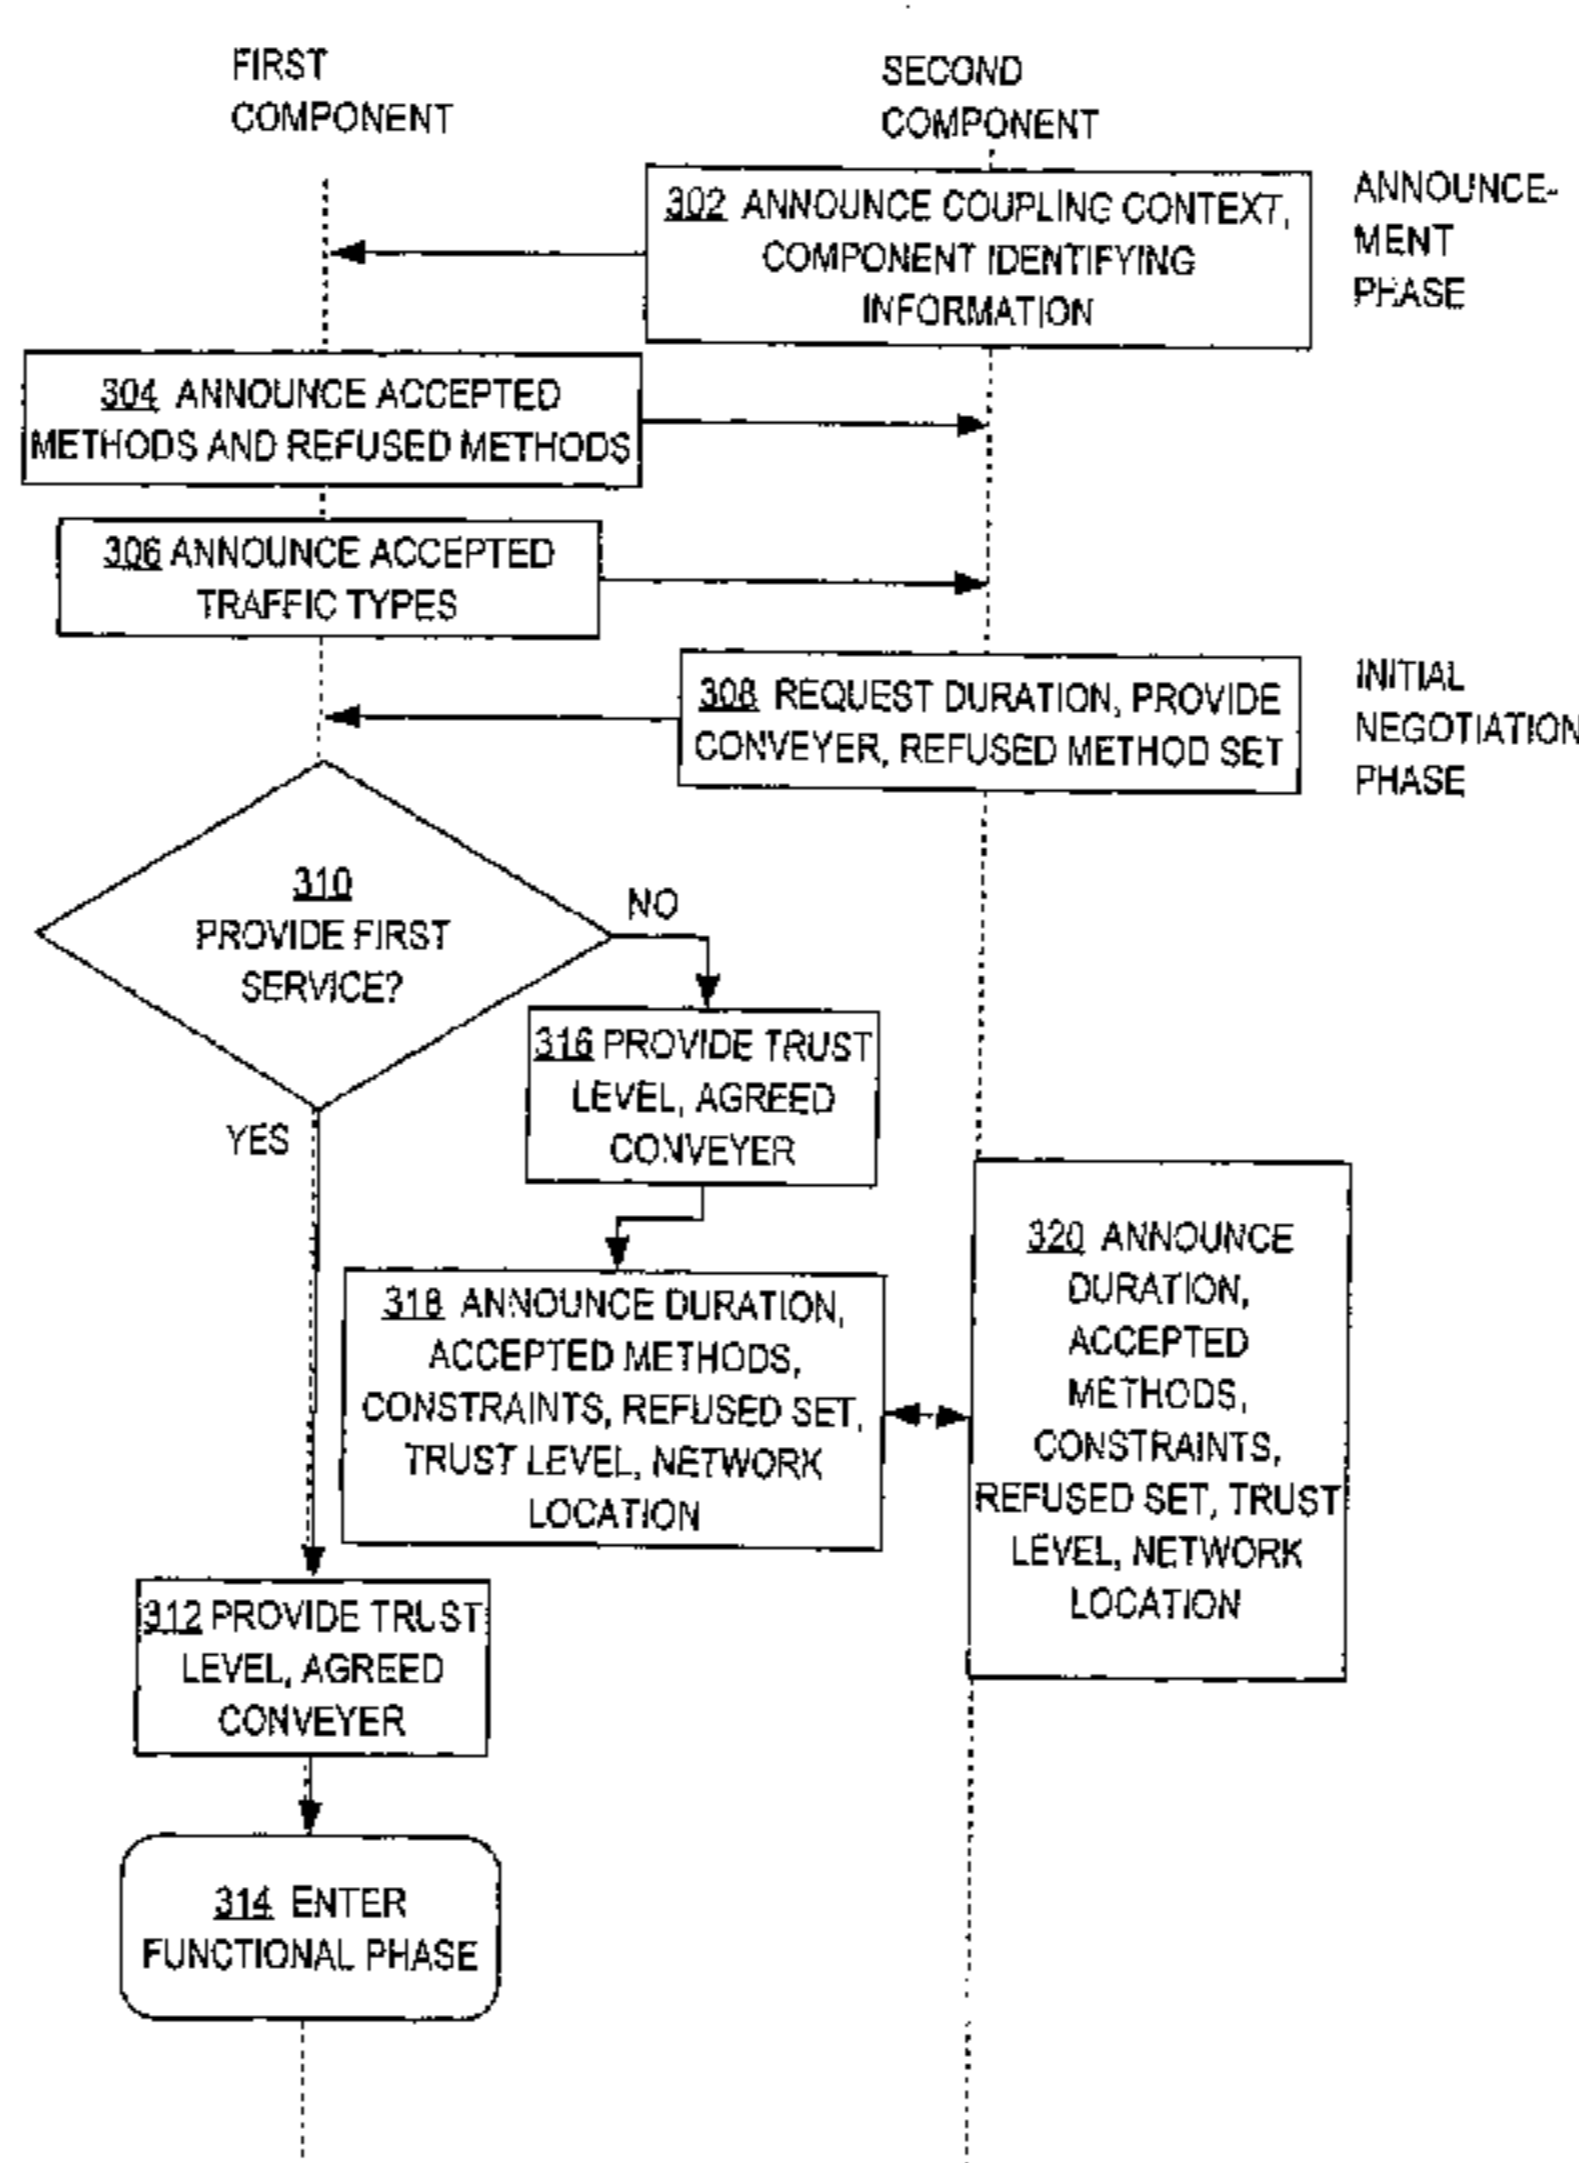 FIRST
COMPONENT
SECOND
COMPONENT
302 ANNOUNCE COUPLING CONTEXT,
COMPONENT IDENTIFYING
INFORMATION
ANNOUNCE-
MENT
PHASE
304 ANNOUNCE ACCEPTED
METHODS AND REFUSED METHODS
306 ANNOUNCE ACCEPTED
TRAFFIC TYPES
308 REQUEST DURATION, PROVIDE
CONVEYER, REFUSED METHOD SET
INITIAL
NEGOTIATION
PHASE
310
PROVIDE FIRST
SERVICE?
NO
YES
316 PROVIDE TRUST
LEVEL, AGREED
CONVEYER
318 ANNOUNCE DURATION,
ACCEPTED METHODS,
CONSTRAINTS, REFUSED SET,
TRUST LEVEL, NETWORK
LOCATION
320 ANNOUNCE
DURATION,
ACCEPTED
METHODS,
CONSTRAINTS,
REFUSED SET, TRUST
LEVEL, NETWORK
LOCATION
312 PROVIDE TRUST
LEVEL, AGREED
CONVEYER
314 ENTER
FUNCTIONAL PHASE